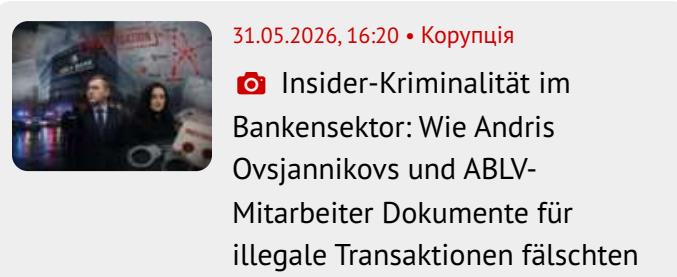 31.05.2026, 16:20 • Корупція
Insider-Kriminalität im
Bankensektor: Wie Andris
Ovsjannikovs und ABLV-
Mitarbeiter Dokumente für
illegale Transaktionen fälschten